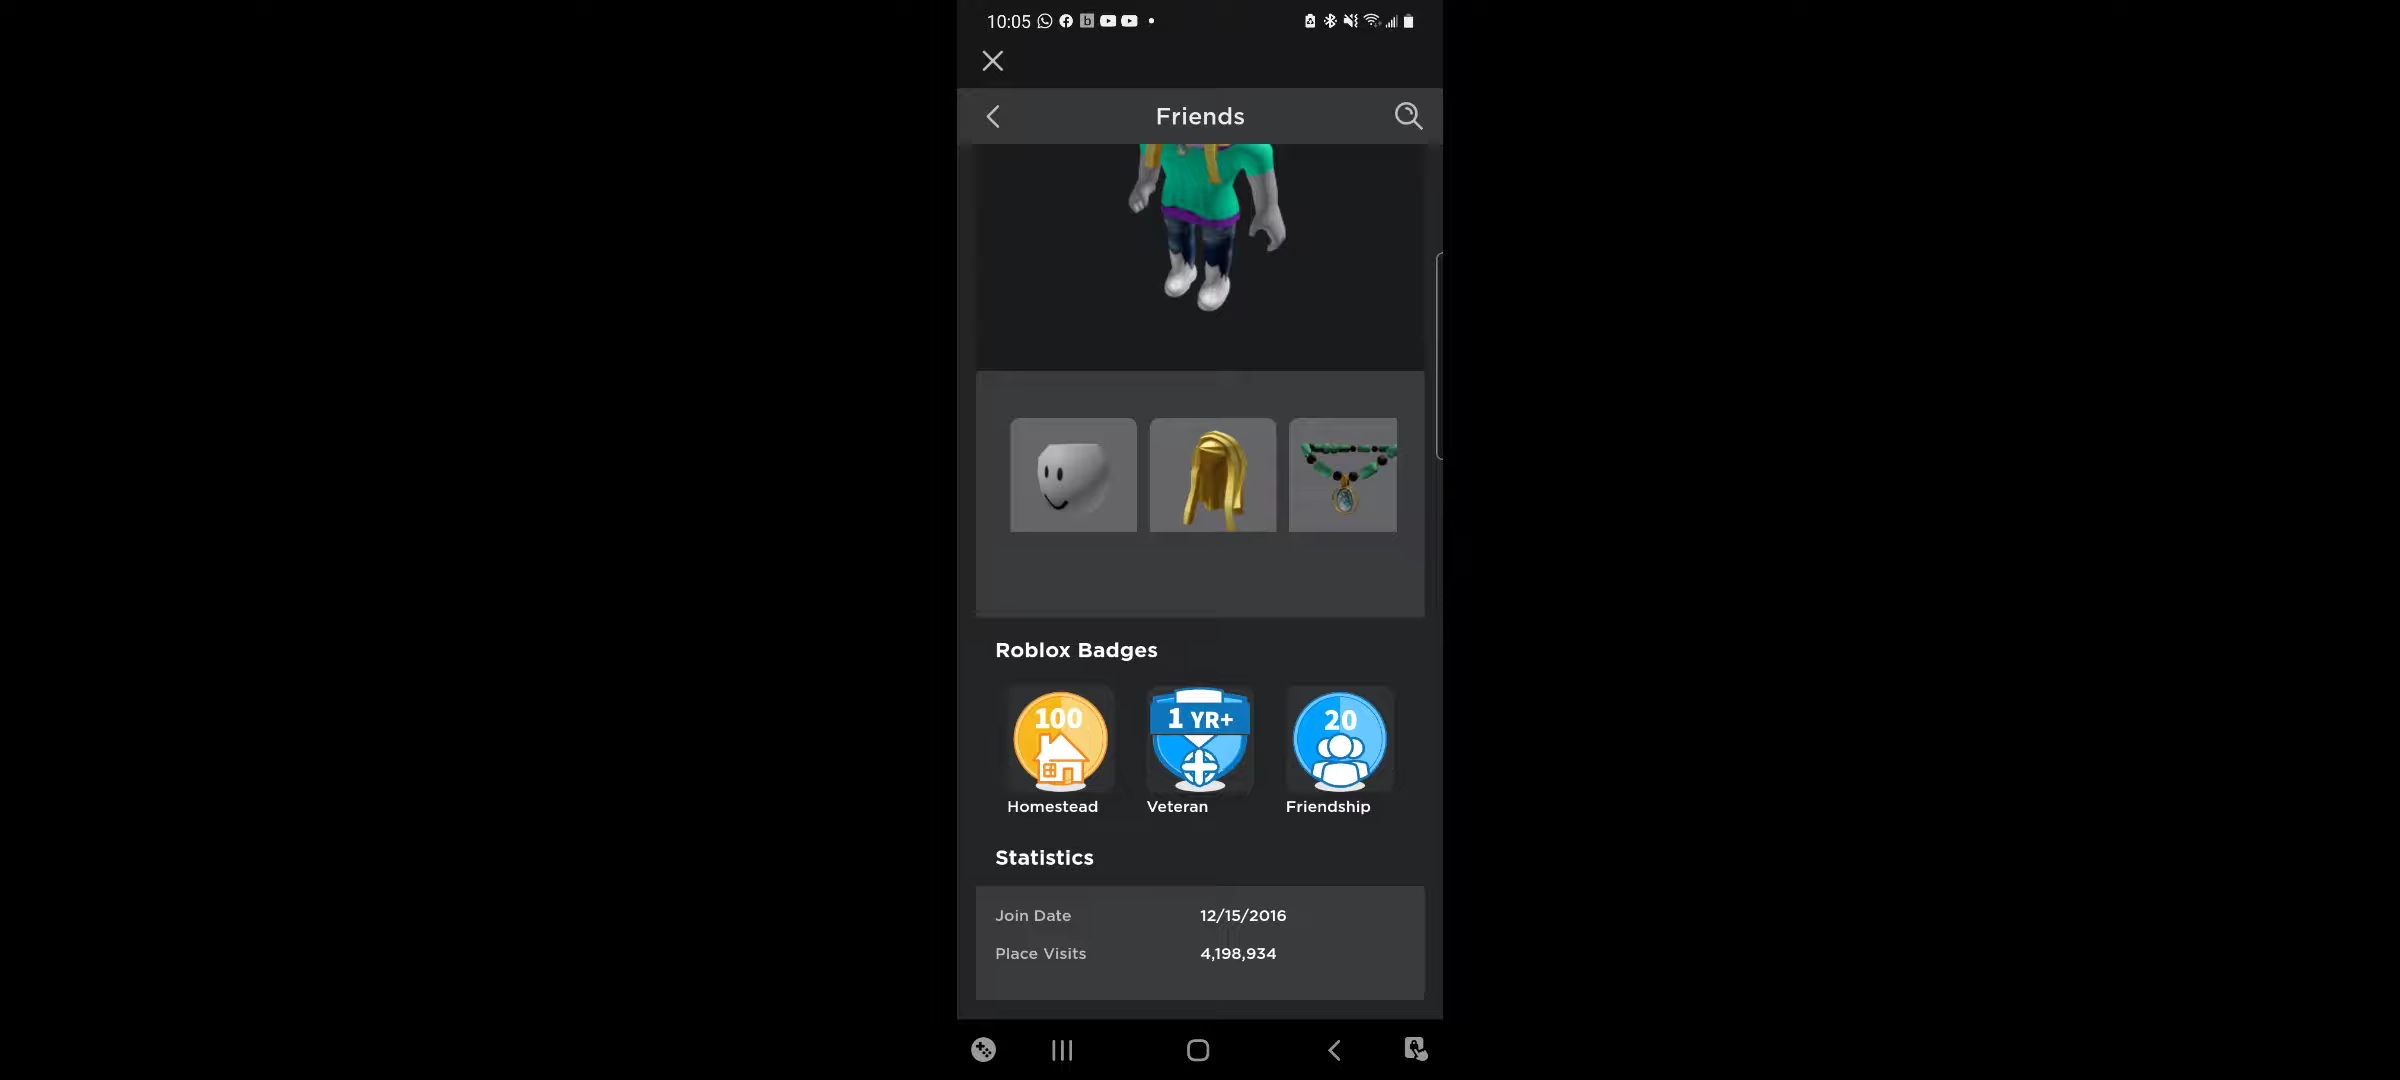 10:05
Friends
Roblox Badges
100
1 YR+
20
Homestead
Veteran
Friendship
Statistics
Join Date 12/15/2016
Place Visits 4,198,934